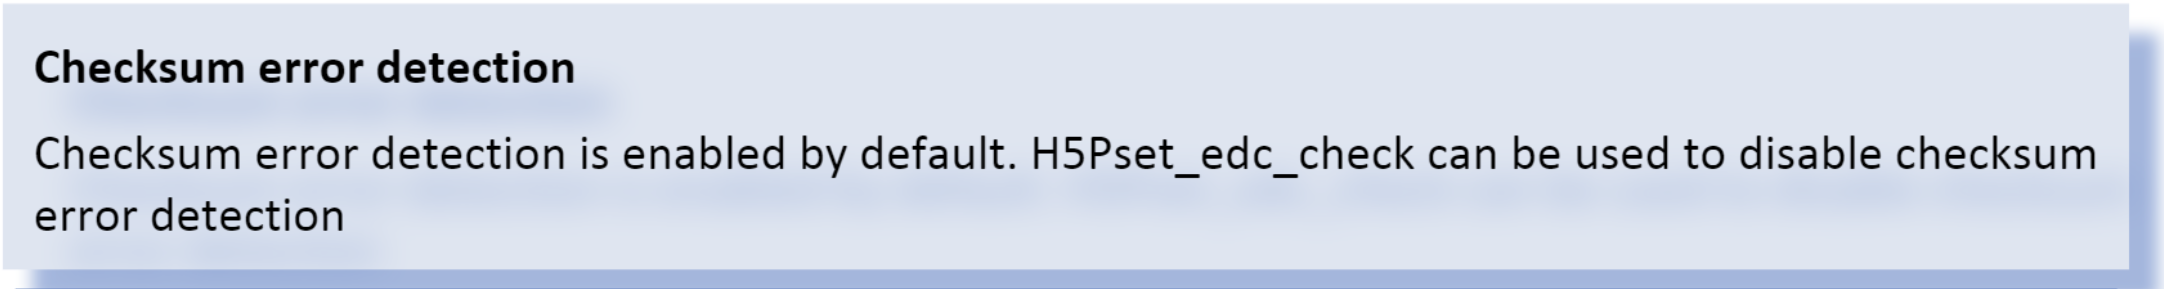 Checksum error detection
Checksum error detection is enabled by default. H5Pset_edc_check can be used to disable checksum
error detection